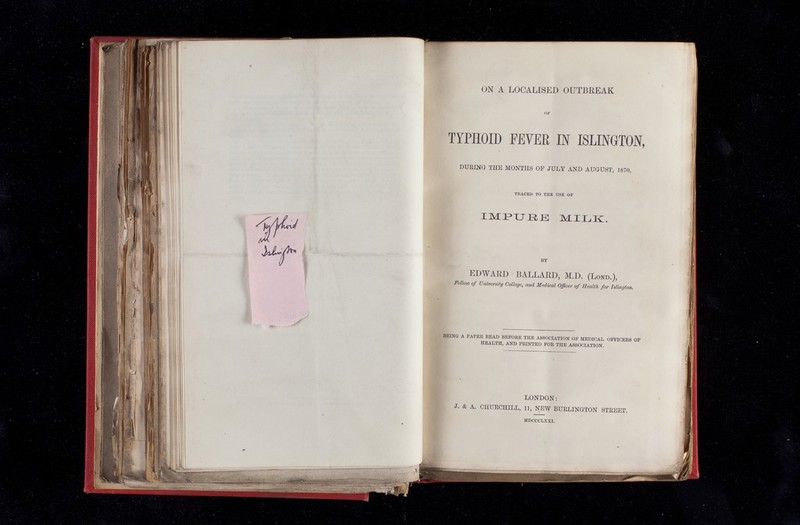 Typhoid
in
Islington
ON A LOCALISED OUTBREAK
OF
TYPHOID FEVER IN ISLINGTON,
DURING THE MONTHS OF JULY AND AUGUST, 1870,
TRACED TO THE USE OF
IMPURE MILK.
BY
EDWARD BALLARD, M.D. (LOND.),
Fellow of University College, and Medical Officer of Health for Islington.
BEING A PAPER READ BEFORE THE ASSOCIATION OF MEDICAL OFFICERS OF
HEALTH, AND PRINTED FOR THE ASSOCIATION.
LONDON:
J. & A. CHURCHILL, 11, NEW BURLINGTON STREET.
MDCCCLXXI.